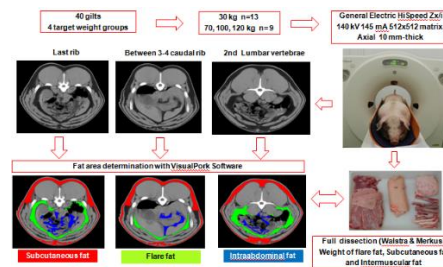 40 gilts
4 target weight groups
30 kg n=13
70, 100, 120 kg n= 9
General Electric HiSpeed Zx/i
140 kV 145 mA 512x512 matrix
Axial 10 mm-thick
Last rib
Between 3-4 caudal rib
2nd Lumbar vertebrae
Fat area determination with VisualPork Software
Subcutaneous fat
Flare fat
Intraabdominal fat
Full dissection (Walstra & Merkus)
Weight of flare fat, Subcutaneous fa
and Intermuscular fat